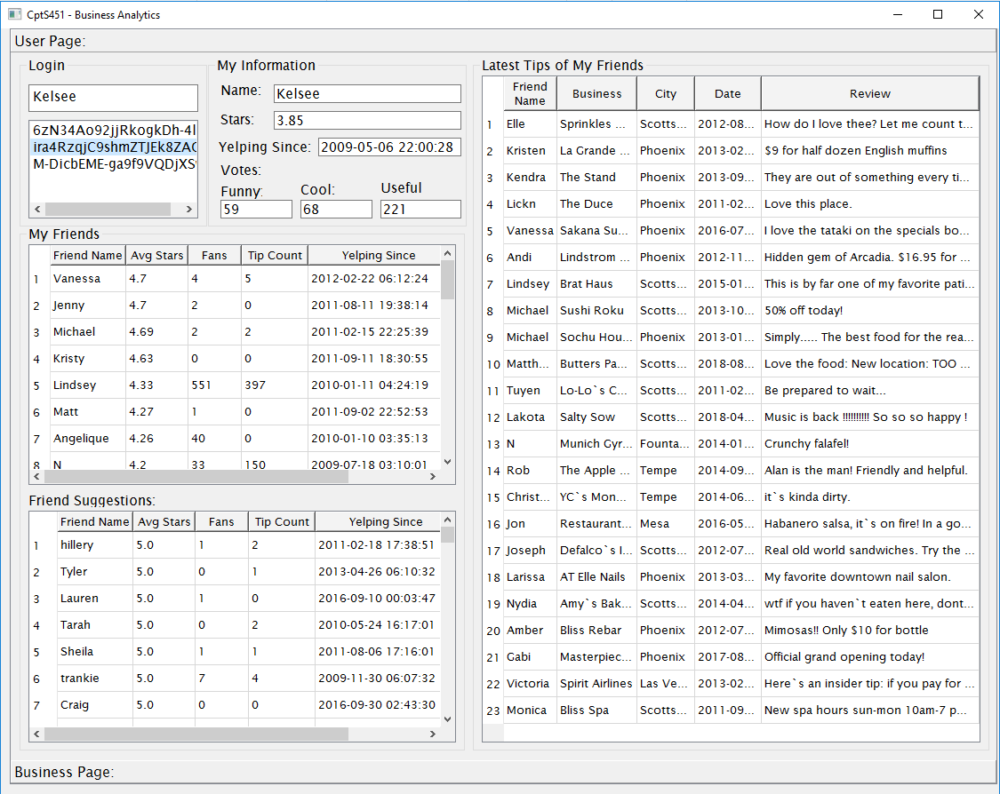 CptS451 - Business Analytics
User Page:
Login
Kelsee
6zN34Ao92jjRkogkDh-4l
ira4RzqjC9shmZTJEk8ZAC
M-DicbEME-ga9f9VQDjXS
My Information
Name: Kelsee
Stars: 3.85
Yelping Since: 2009-05-06 22:00:28
Votes:
Funny: Cool: Useful
59 68 221
My Friends
Friend Name Avg Stars Fans Tip Count Yelping Since
1 Vanessa 4.7 4 5 2012-02-22 06:12:24
2 Jenny 4.7 2 0 2011-08-11 19:38:14
3 Michael 4.69 2 2 2011-02-15 22:25:39
4 Kristy 4.63 0 0 2011-09-11 18:30:55
5 Lindsey 4.33 551 397 2010-01-11 04:24:19
6 Matt 4.27 1 0 2011-09-02 22:52:53
7 Angelique 4.26 40 0 2010-01-10 03:35:13
8 N 4.2 33 150 2009-07-18 03:10:01
Friend Suggestions:
Friend Name Avg Stars Fans Tip Count Yelping Since
1 hillery 5.0 1 2 2011-02-18 17:38:51
2 Tyler 5.0 0 1 2013-04-26 06:10:32
3 Lauren 5.0 1 0 2016-09-10 00:03:47
4 Tarah 5.0 0 2 2010-05-24 16:17:01
5 Sheila 5.0 1 1 2011-08-06 17:16:01
6 trankie 5.0 7 4 2009-11-30 06:07:32
7 Craig 5.0 0 0 2016-09-30 02:43:30
Latest Tips of My Friends
Friend Name Business City Date Review
1 Elle Sprinkles ... Scotts... 2012-08... How do I love thee? Let me count t...
2 Kristen La Grande ... Phoenix 2013-02... $9 for half dozen English muffins
3 Kendra The Stand Phoenix 2013-09... They are out of something every ti...
4 Lickn The Duce Phoenix 2011-02... Love this place.
5 Vanessa Sakana Su... Phoenix 2016-07... I love the tataki on the specials bo...
6 Andi Lindstrom ... Phoenix 2012-11... Hidden gem of Arcadia. $16.95 for ...
7 Lindsey Brat Haus Scotts... 2015-01... This is by far one of my favorite pati...
8 Michael Sushi Roku Scotts... 2013-10... 50% off today!
9 Michael Sochu Hou... Phoenix 2013-01... Simply..... The best food for the rea...
10 Matth... Butters Pa... Scotts... 2018-08... Love the food: New location: TOO ...
11 Tuyen Lo-Lo`s C... Scotts... 2011-02... Be prepared to wait...
12 Lakota Salty Sow Scotts... 2018-04... Music is back !!!!!!!!!! So so so happy !
13 N Munich Gyr... Founta... 2014-01... Crunchy falafel!
14 Rob The Apple ... Tempe 2014-09... Alan is the man! Friendly and helpful.
15 Christ... YC`s Mon... Tempe 2014-06... it`s kinda dirty.
16 Jon Restaurant... Mesa 2016-05... Habanero salsa, it`s on fire! In a go...
17 Joseph Defalco`s I... Scotts... 2012-07... Real old world sandwiches. Try the ...
18 Larissa AT Elle Nails Phoenix 2013-03... My favorite downtown nail salon.
19 Nydia Amy`s Bak... Scotts... 2014-04... wtf if you haven`t eaten here, dont...
20 Amber Bliss Rebar Phoenix 2012-07... Mimosas!! Only $10 for bottle
21 Gabi Masterpiec... Phoenix 2017-08... Official grand opening today!
22 Victoria Spirit Airlines Las Ve... 2013-02... Here`s an insider tip: if you pay for ...
23 Monica Bliss Spa Scotts... 2011-09... New spa hours sun-mon 10am-7 p...
Business Page: